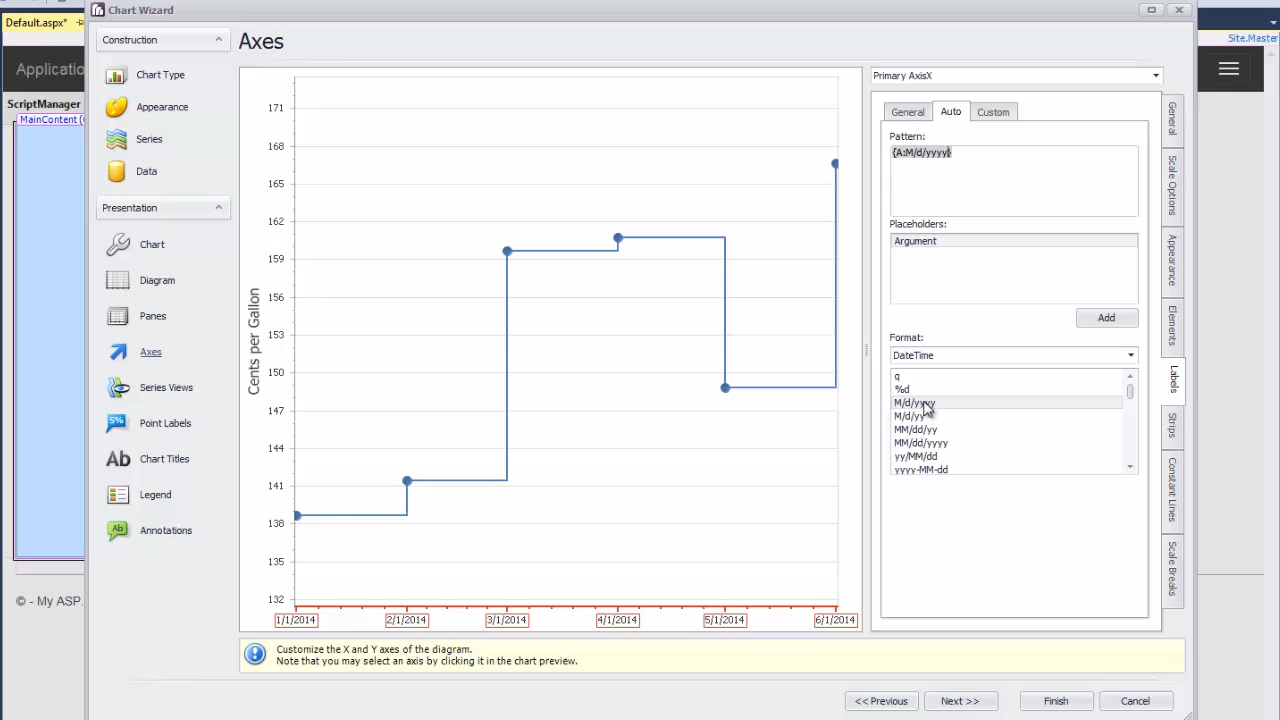 Chart Wizard
Default.aspx*
Site.Master
Applicatio
ScriptManager
MainContent (
© - My ASP.
Construction
Chart Type
Appearance
Series
Data
Presentation
Chart
Diagram
Panes
Axes
Series Views
5%
Point Labels
Ab
Chart Titles
Legend
Ab
Annotations
Axes
Cents per Gallon
171
168
165
162
159
156
153
150
147
144
141
138
135
132
1/1/2014
2/1/2014
3/1/2014
4/1/2014
5/1/2014
6/1/2014
Primary AxisX
General
Auto
Custom
Pattern:
{A:M/d/yyyy}
Placeholders:
Argument
Add
Format:
DateTime
q
%d
M/d/yyyy
M/d/yy
MM/dd/yy
MM/dd/yyyy
yy/MM/dd
yyyy-MM-dd
General
Scale Options
Appearance
Elements
Labels
Strips
Constant Lines
Scale Breaks
Customize the X and Y axes of the diagram.
Note that you may select an axis by clicking it in the chart preview.
<< Previous
Next >>
Finish
Cancel